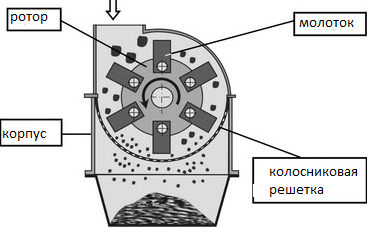 ротор
молоток
корпус
колосниковая
решетка